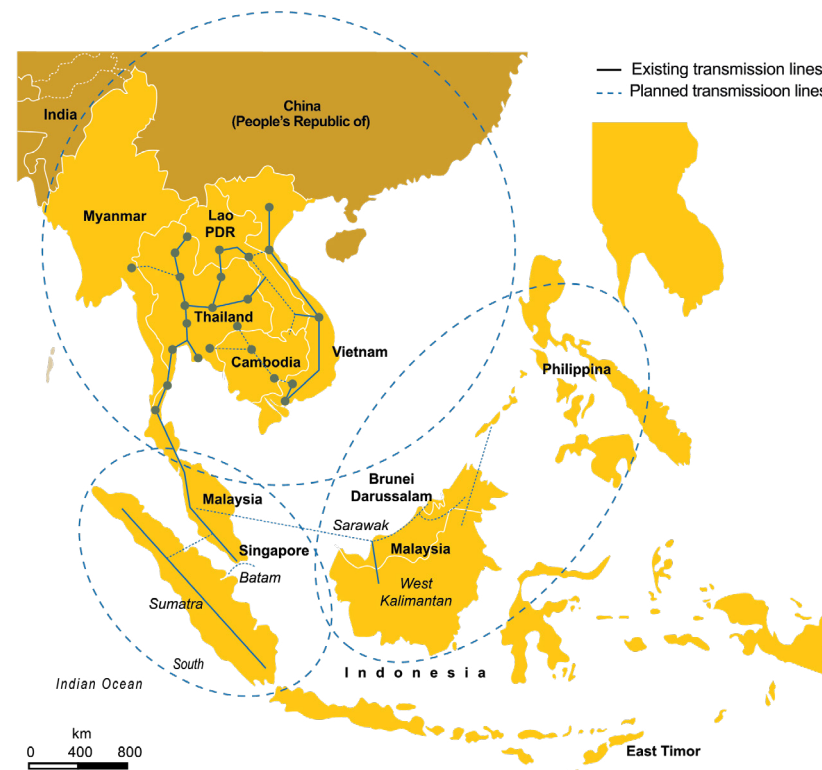 Existing transmission lines
Planned transmissioon lines
China
(People's Republic of)
India
Myanmar
Lao
PDR
Thailand
Cambodia
Vietnam
Philippina
Malaysia
Brunei
Darussalam
Sarawak
Singapore
Malaysia
Batam
West
Kalimantan
Sumatra
South
Indonesia
Indian Ocean
km
0 400 800
East Timor